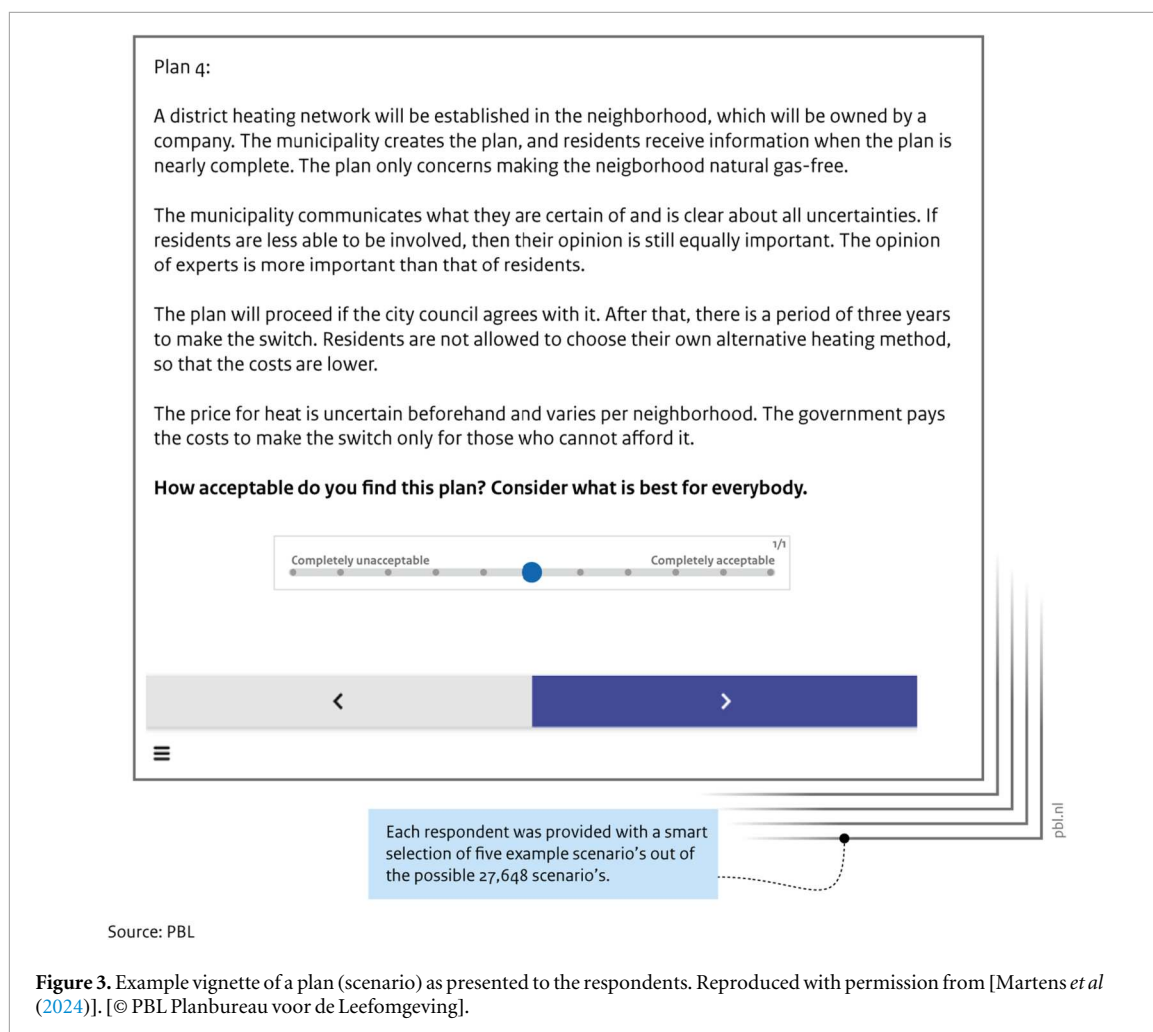 Plan 4:
A district heating network will be established in the neighborhood, which will be owned by a
company. The municipality creates the plan, and residents receive information when the plan is
nearly complete. The plan only concerns making the neigborhood natural gas-free.
The municipality communicates what they are certain of and is clear about all uncertainties. If
residents are less able to be involved, then their opinion is still equally important. The opinion
of experts is more important than that of residents.
The plan will proceed if the city council agrees with it. After that, there is a period of three years
to make the switch. Residents are not allowed to choose their own alternative heating method,
so that the costs are lower.
The price for heat is uncertain beforehand and varies per neighborhood. The government pays
the costs to make the switch only for those who cannot afford it.
How acceptable do you find this plan? Consider what is best for everybody.
1/1
Completely unacceptable Completely acceptable
Each respondent was provided with a smart
selection of five example scenario's out of
the possible 27,648 scenario's.
pbl.nl
Source: PBL
Figure 3. Example vignette of a plan (scenario) as presented to the respondents. Reproduced with permission from [Martens et al
(2024)]. [© PBL Planbureau voor de Leefomgeving].